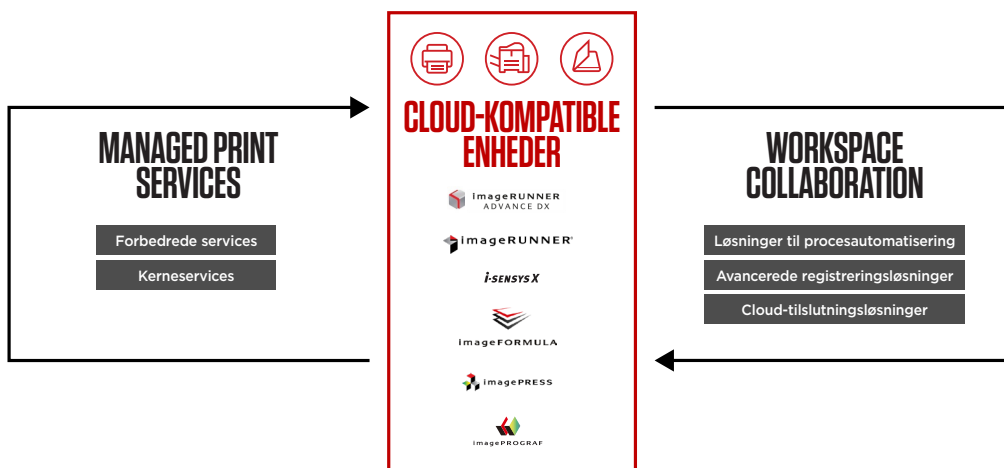 MANAGED PRINT
SERVICES
Forbedrede services
Kerneservices
CLOUD-KOMPATIBLE
ENHEDER
imageRUNNER
ADVANCE DX
imageRUNNER®
i-SENSYS X
imageFORMULA
imagePRESS
imagePROGRAF
WORKSPACE
COLLABORATION
Løsninger til procesautomatisering
Avancerede registreringsløsninger
Cloud-tilslutningsløsninger